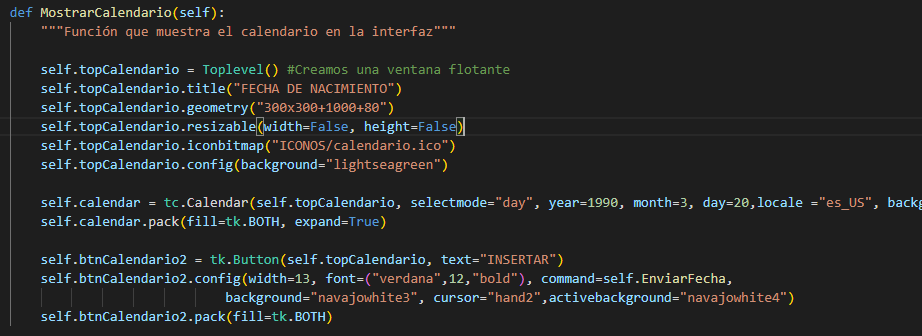 def MostrarCalendario(self):
"""Función que muestra el calendario en la interfaz"""
self.topCalendario = Toplevel() #Creamos una ventana flotante
self.topCalendario.title("FECHA DE NACIMIENTO")
self.topCalendario.geometry("300x300+1000+80")
self.topCalendario.resizable(width=False, height=False)
self.topCalendario.iconbitmap("ICONOS/calendario.ico")
self.topCalendario.config(background="lightseagreen")
self.calendar = tc.Calendar(self.topCalendario, selectmode="day", year=1990, month=3, day=20,locale ="es_US", backg
self.calendar.pack(fill=tk.BOTH, expand=True)
self.btnCalendario2 = tk.Button(self.topCalendario, text="INSERTAR")
self.btnCalendario2.config(width=13, font=("verdana",12,"bold"), command=self.EnviarFecha,
background="navajowhite3", cursor="hand2",activebackground="navajowhite4")
self.btnCalendario2.pack(fill=tk.BOTH)